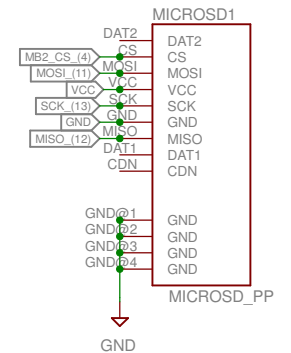 MICROSD1
DAT2 DAT2
MB2_CS_(4) CS CS
MOSI_(11) MOSI MOSI
VCC VCC VCC
SCK_(13) SCK SCK
GND GND GND
MISO_(12) MISO MISO
DAT1 DAT1
CDN CDN
GND@1 GND
GND@2 GND
GND@3 GND
GND@4 GND
MICROSD_PP
GND